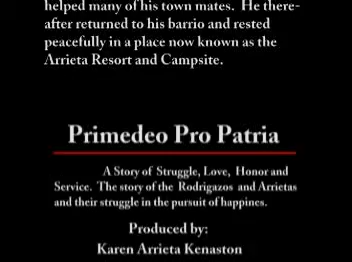 helped many of his town mates.  He there-
after returned to his barrio and rested
peacefully in a place now known as the
Arrieta Resort and Campsite.
Primedeo Pro Patria
A Story of Struggle, Love, Honor and
Service. The story of the Rodrigazos and Arrietas
and their struggle in the pursuit of happines.
Produced by:
Karen Arrieta Kenaston